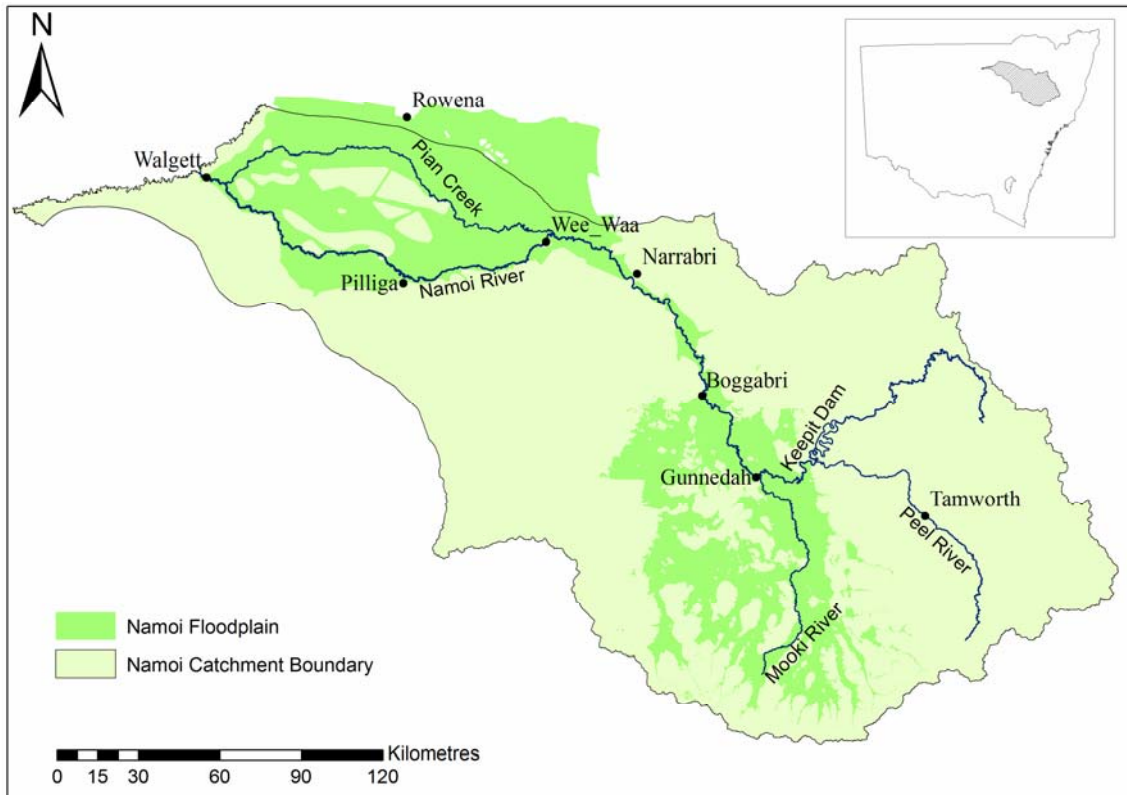 N
Rowena
Walgett
Pian Creek
Wee_Waa
Narrabri
Pilliga
Namoi River
Boggabri
Keepit Dam
Gunnedah
Tamworth
Peel River
Mooki River
Namoi Floodplain
Namoi Catchment Boundary
Kilometres
0 15 30 60 90 120